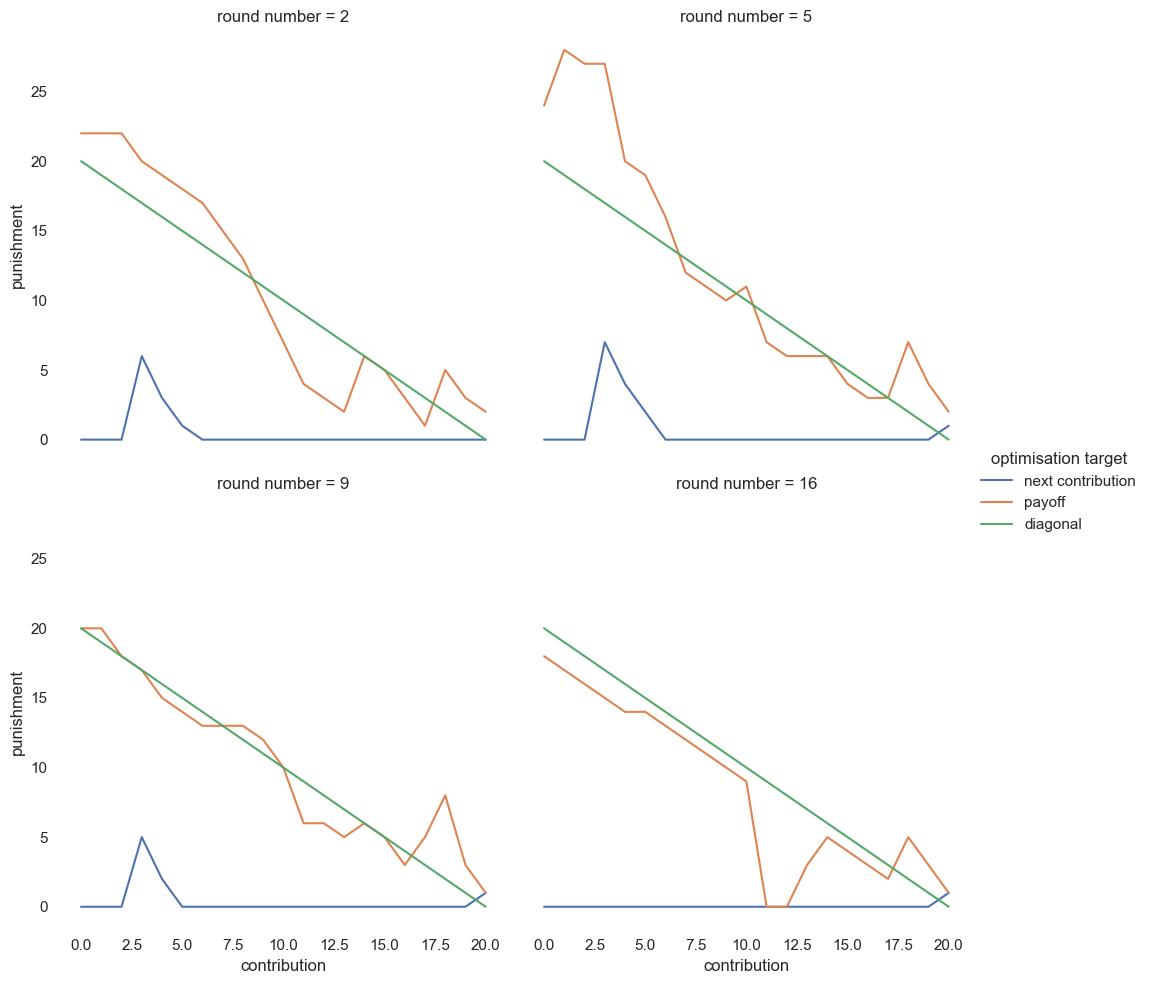 round number = 2
round number = 5
25
20
15
10
5
0
punishment
round number = 9
round number = 16
optimisation target
next contribution
payoff
diagonal
25
20
15
10
5
0
punishment
0.0 2.5 5.0 7.5 10.0 12.5 15.0 17.5 20.0
0.0 2.5 5.0 7.5 10.0 12.5 15.0 17.5 20.0
contribution
contribution